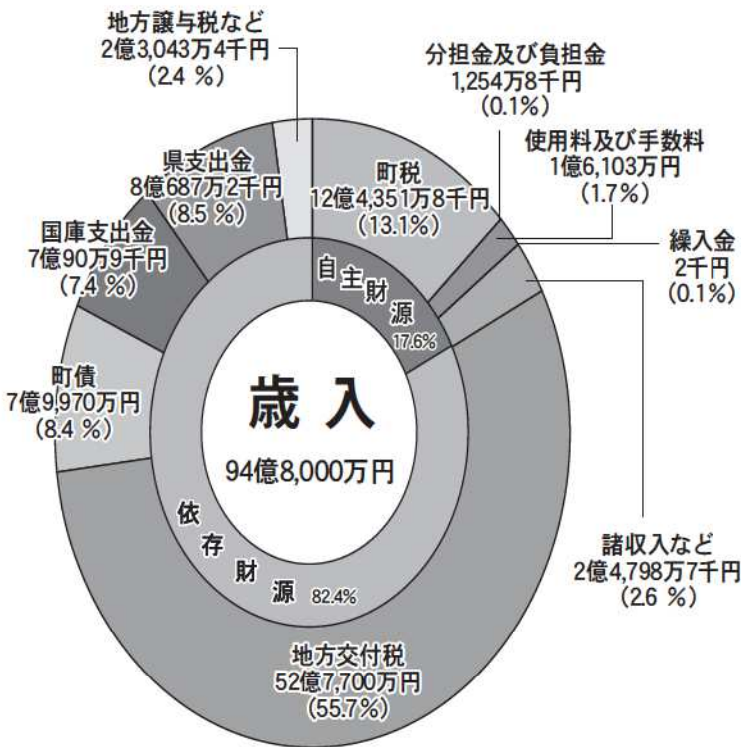 地方譲与税など
2億3,043万4千円
(2.4 %)
分担金及び負担金
1,254万8千円
(0.1%)
使用料及び手数料
1億6,103万円
(1.7%)
繰入金
2千円
(0.1%)
諸収入など
2億4,798万7千円
(2.6 %)
町税
12億4,351万8千円
(13.1%)
県支出金
8億687万2千円
(8.5 %)
国庫支出金
7億90万9千円
(7.4 %)
町債
7億9,970万円
(8.4 %)
地方交付税
52億7,700万円
(55.7%)
自主財源
17.6%
依存財源 82.4%
歳入
94億8,000万円